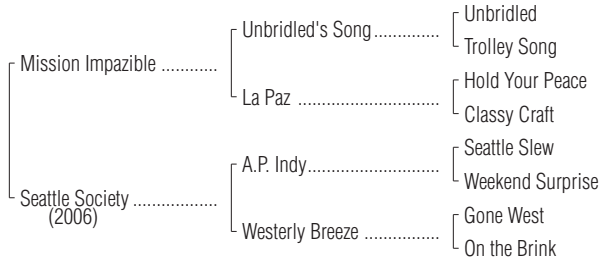 Unbridled
Unbridled's Song..............
Trolley Song
Mission Impazible ............
Hold Your Peace
La Paz ..............................
Classy Craft
Seattle Slew
A.P. Indy............................
Weekend Surprise
Seattle Society ..................
(2006)
Gone West
Westerly Breeze ................
On the Brink